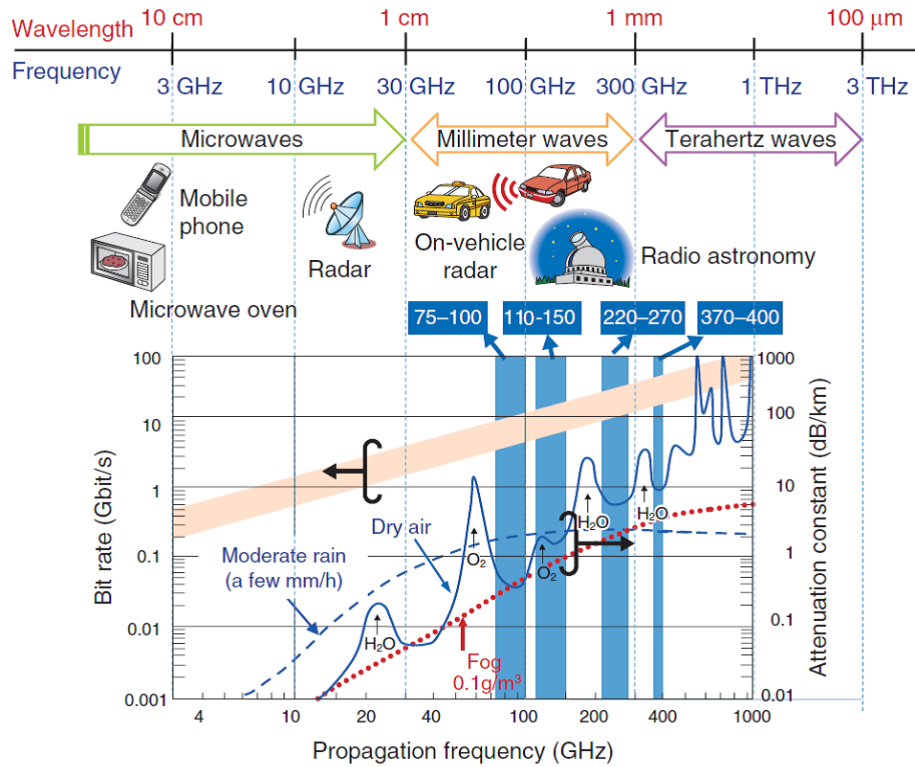 Wavelength 10 cm 1 cm 1 mm 100 μm
Frequency 3 GHz 10 GHz 30 GHz 100 GHz 300 GHz 1 THz 3 THz
Microwaves Millimeter waves Terahertz waves
Mobile
phone
Microwave oven
Radar
On-vehicle
radar
Radio astronomy
75–100 110-150 220–270 370–400
Bit rate (Gbit/s)
100
10
1
0.1
0.01
0.001
Attenuation constant (dB/km)
1000
100
10
1
0.1
0.01
Dry air
Moderate rain
(a few mm/h)
H₂O
O₂
O₂
H₂O
H₂O
Fog
0.1g/m³
4 10 20 40 100 200 400 1000
Propagation frequency (GHz)